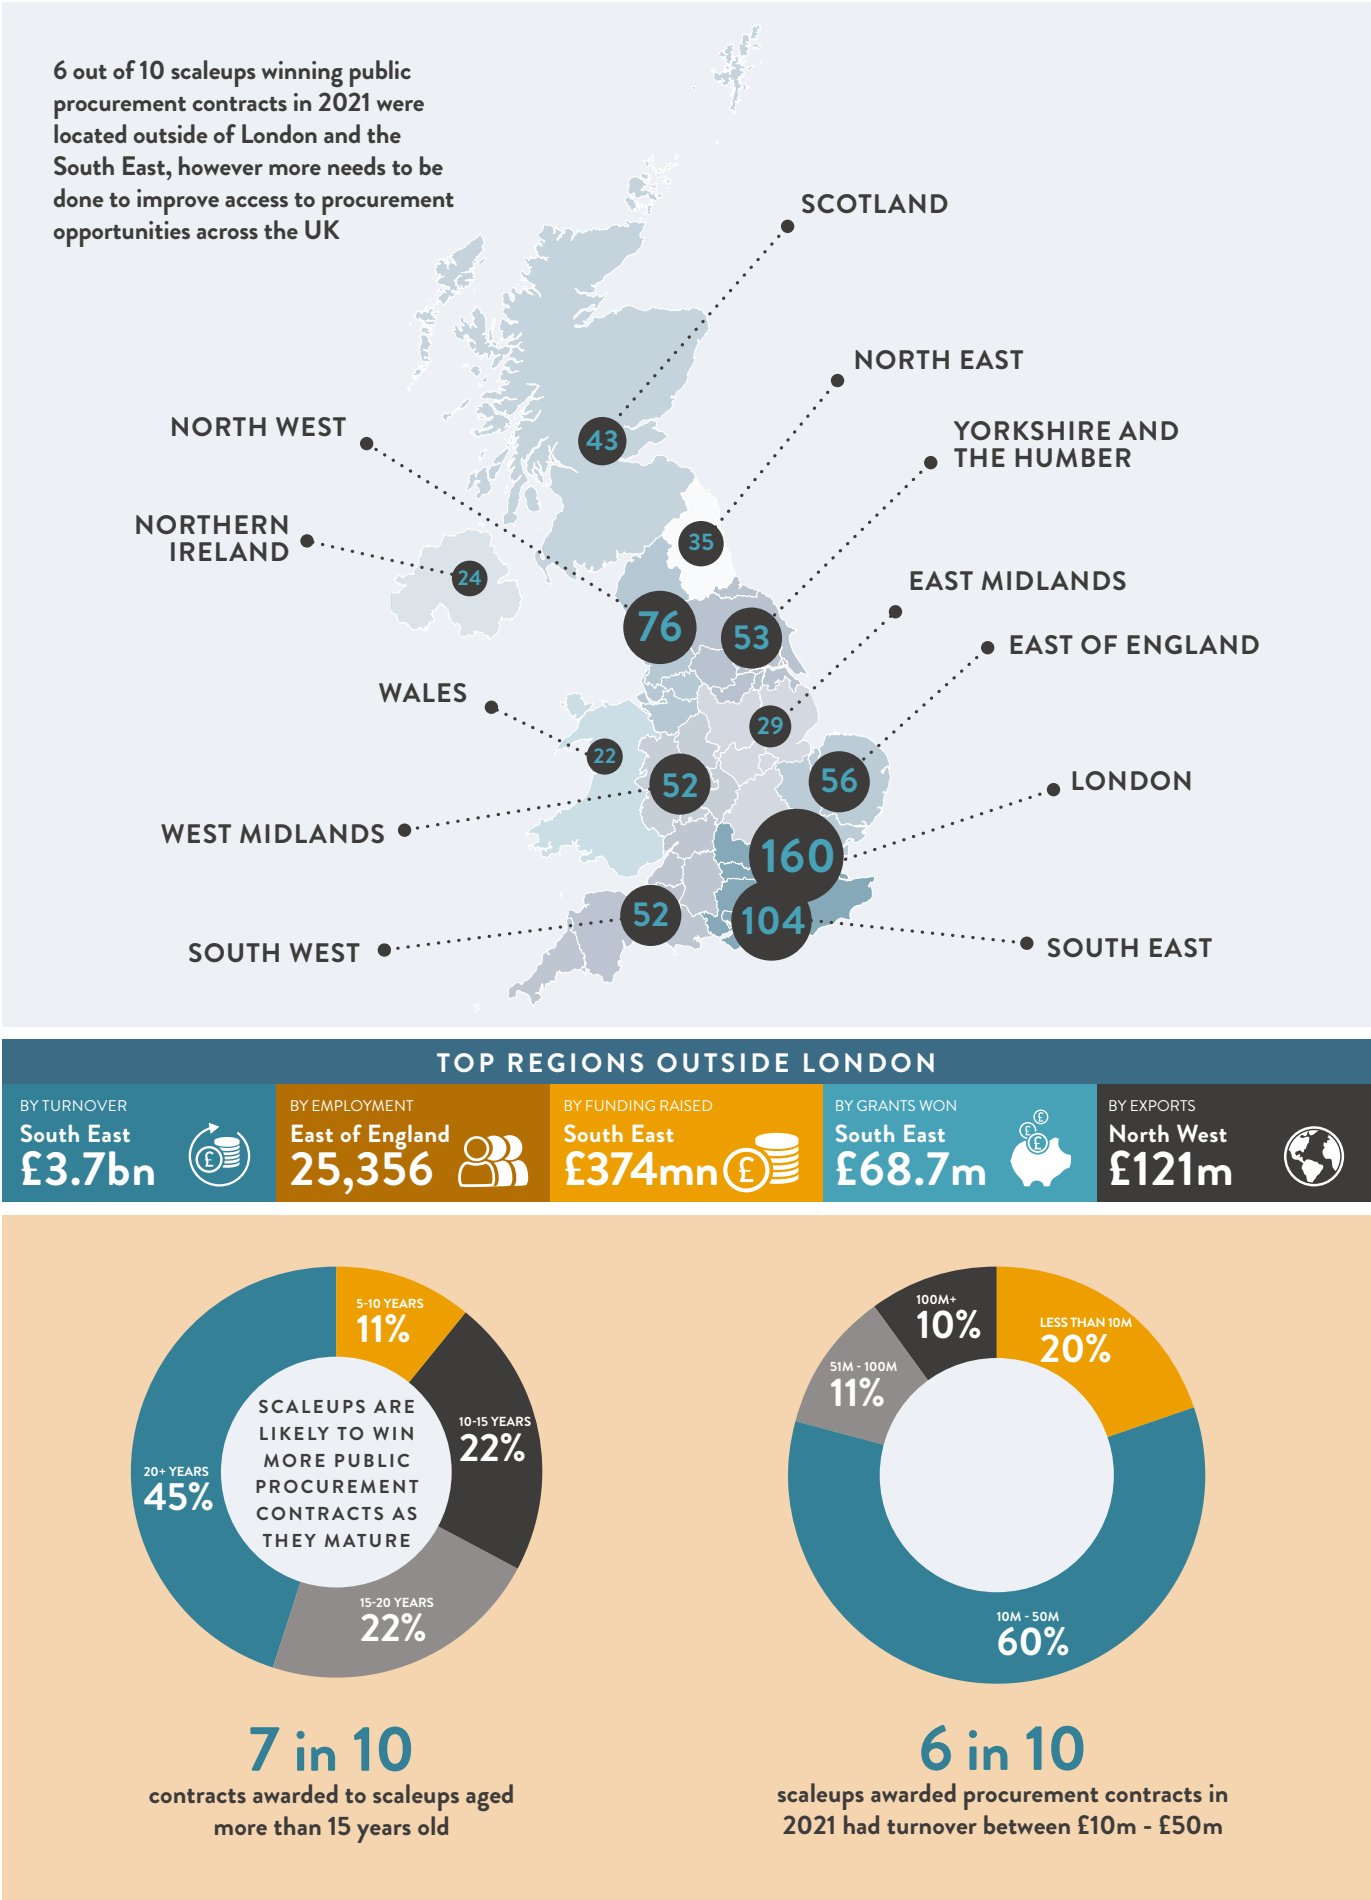 6 out of 10 scaleups winning public
procurement contracts in 2021 were
located outside of London and the
South East, however more needs to be
done to improve access to procurement
opportunities across the UK
SCOTLAND
NORTH EAST
NORTH WEST
YORKSHIRE AND
THE HUMBER
43
NORTHERN
IRELAND
35
24
EAST MIDLANDS
76
53
EAST OF ENGLAND
WALES
29
22
52
56
LONDON
WEST MIDLANDS
160
52
104
SOUTH WEST
SOUTH EAST
TOP REGIONS OUTSIDE LONDON
BY TURNOVER
South East
£3.7bn
£
BY EMPLOYMENT
East of England
25,356
BY FUNDING RAISED
South East
£374mn
£
BY GRANTS WON
South East
£68.7m
£
£
£
BY EXPORTS
North West
£121m
5-10 YEARS
11%
10-15 YEARS
22%
15-20 YEARS
22%
20+ YEARS
45%
SCALEUPS ARE
LIKELY TO WIN
MORE PUBLIC
PROCUREMENT
CONTRACTS AS
THEY MATURE
7 in 10
contracts awarded to scaleups aged
more than 15 years old
100M+
10%
LESS THAN 10M
20%
51M - 100M
11%
10M - 50M
60%
6 in 10
scaleups awarded procurement contracts in
2021 had turnover between £10m - £50m